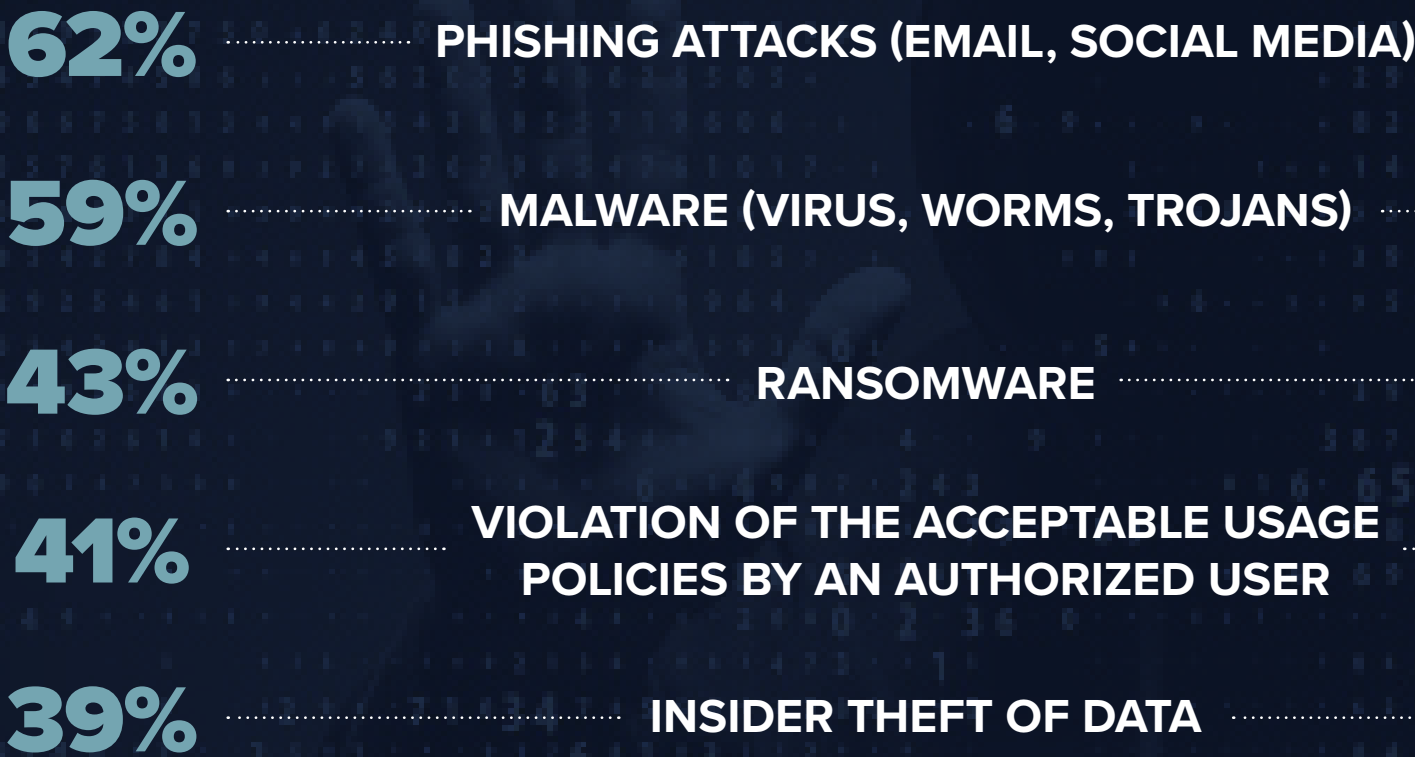 62% PHISHING ATTACKS (EMAIL, SOCIAL MEDIA)
59% MALWARE (VIRUS, WORMS, TROJANS)
43% RANSOMWARE
41% VIOLATION OF THE ACCEPTABLE USAGE
POLICIES BY AN AUTHORIZED USER
39% INSIDER THEFT OF DATA